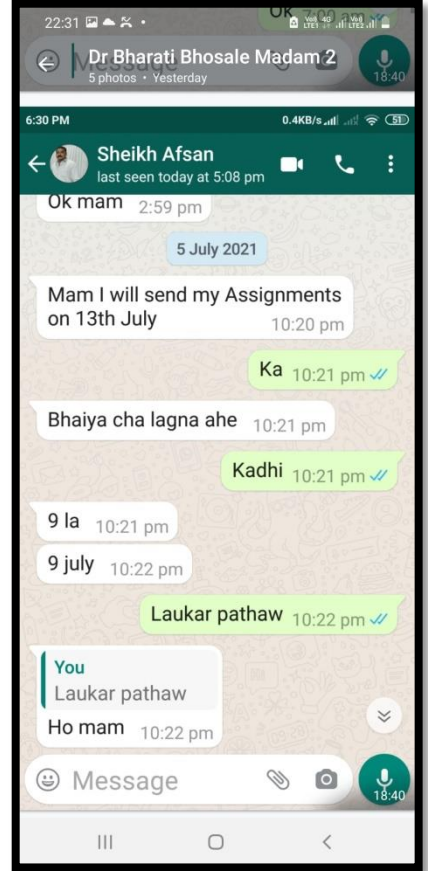 22:31
Dr Bharati Bhosale Madam 2
5 photos • Yesterday
18:40
6:30 PM
0.4KB/s
51
Sheikh Afsan
last seen today at 5:08 pm
Ok mam 2:59 pm
5 July 2021
Mam I will send my Assignments
on 13th July
10:20 pm
Ka 10:21 pm
Bhaiya cha lagna ahe 10:21 pm
Kadhi 10:21 pm
9 la 10:21 pm
9 july 10:22 pm
Laukar pathaw 10:22 pm
You
Laukar pathaw
Ho mam 10:22 pm
Message
18:40